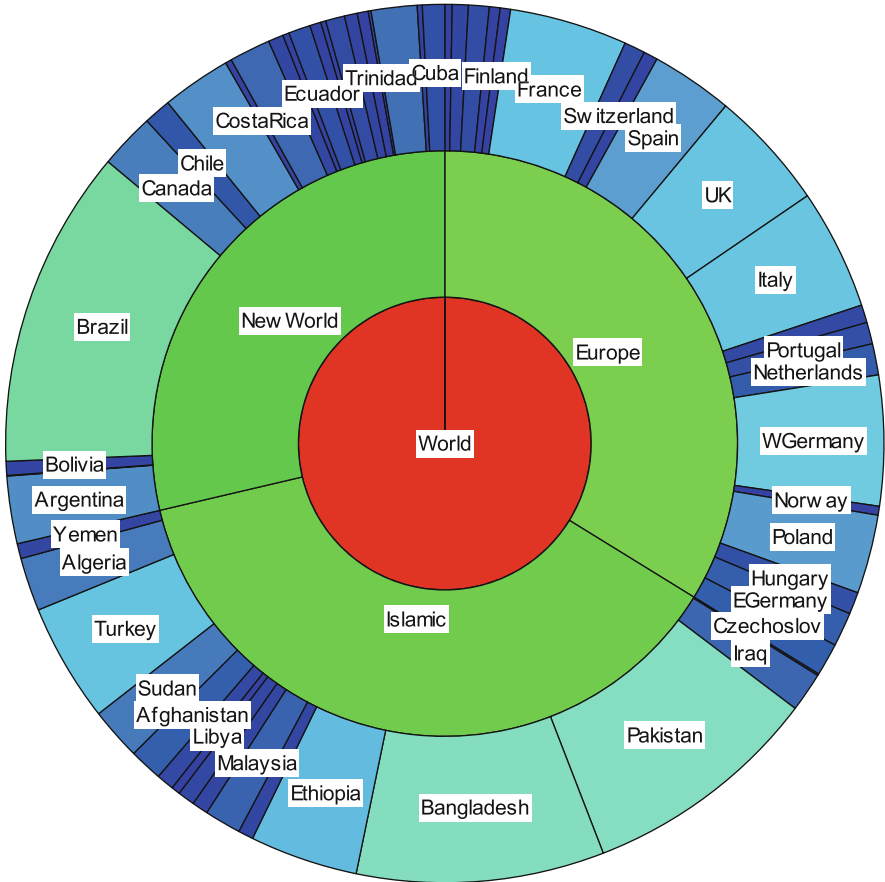 Trinidad
Cuba
Finland
France
Ecuador
CostaRica
Switzerland
Spain
Chile
Canada
UK
Italy
Brazil
New World
Europe
Portugal
Netherlands
World
WGermany
Bolivia
Argentina
Norway
Yemen
Poland
Algeria
Hungary
EGermany
Islamic
Turkey
Czechoslov
Iraq
Sudan
Afghanistan
Libya
Pakistan
Malaysia
Ethiopia
Bangladesh